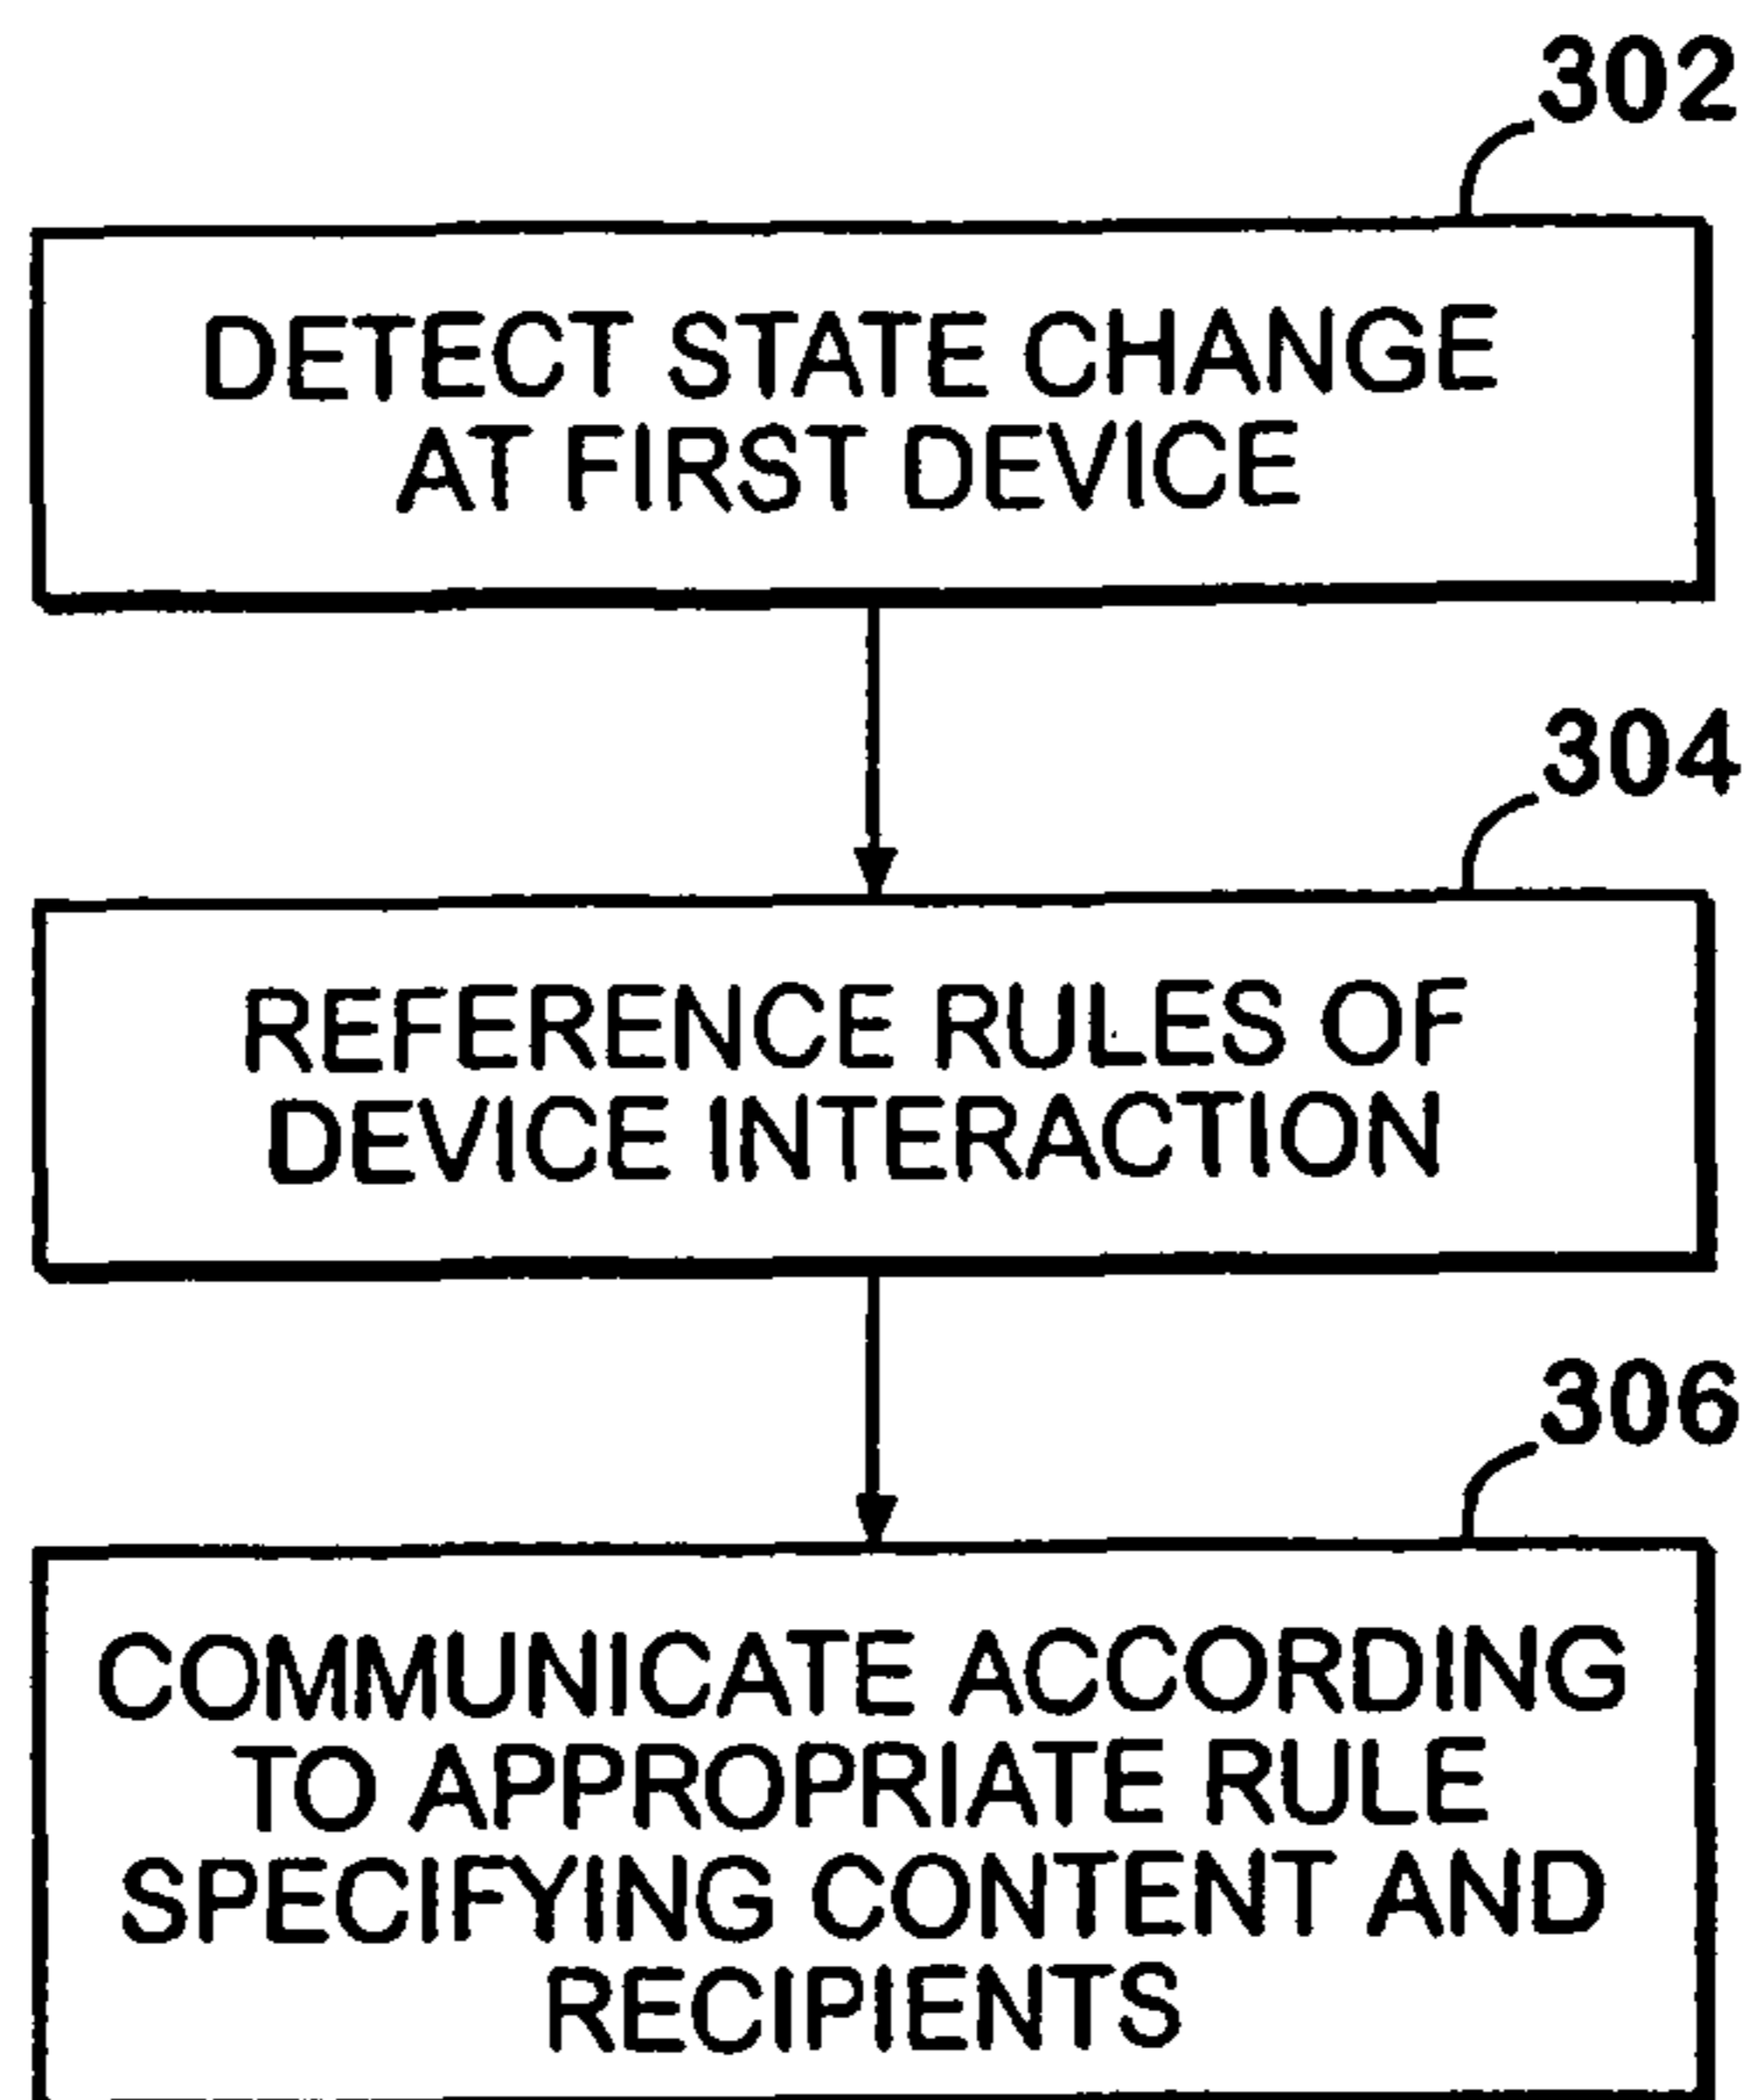 302
DETECT STATE CHANGE
AT FIRST DEVICE
304
REFERENCE RULES OF
DEVICE INTERACTION
306
COMMUNICATE ACCORDING
TO APPROPRIATE RULE
SPECIFYING CONTENT AND
RECIPIENTS